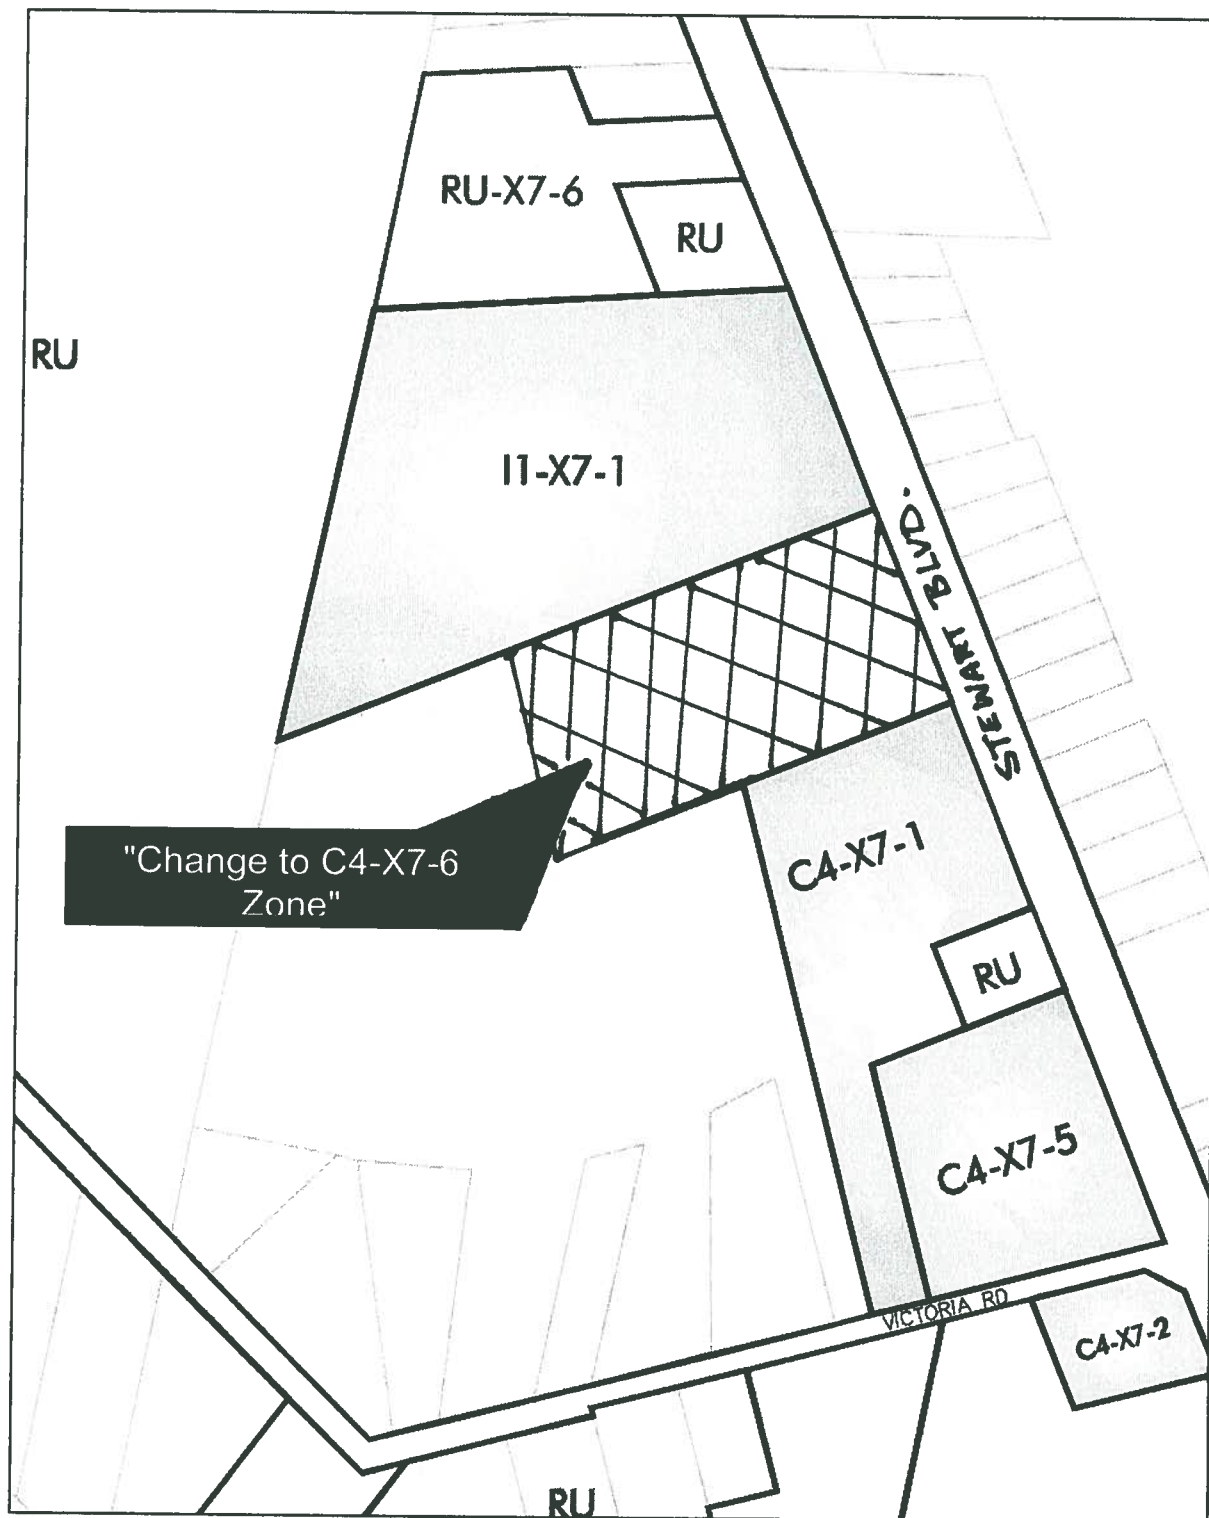 RU-X7-6
RU
RU
I1-X7-1
STEWART BLVD.
"Change to C4-X7-6
Zone"
C4-X7-1
RU
C4-X7-5
VICTORIA RD
C4-X7-2
RU